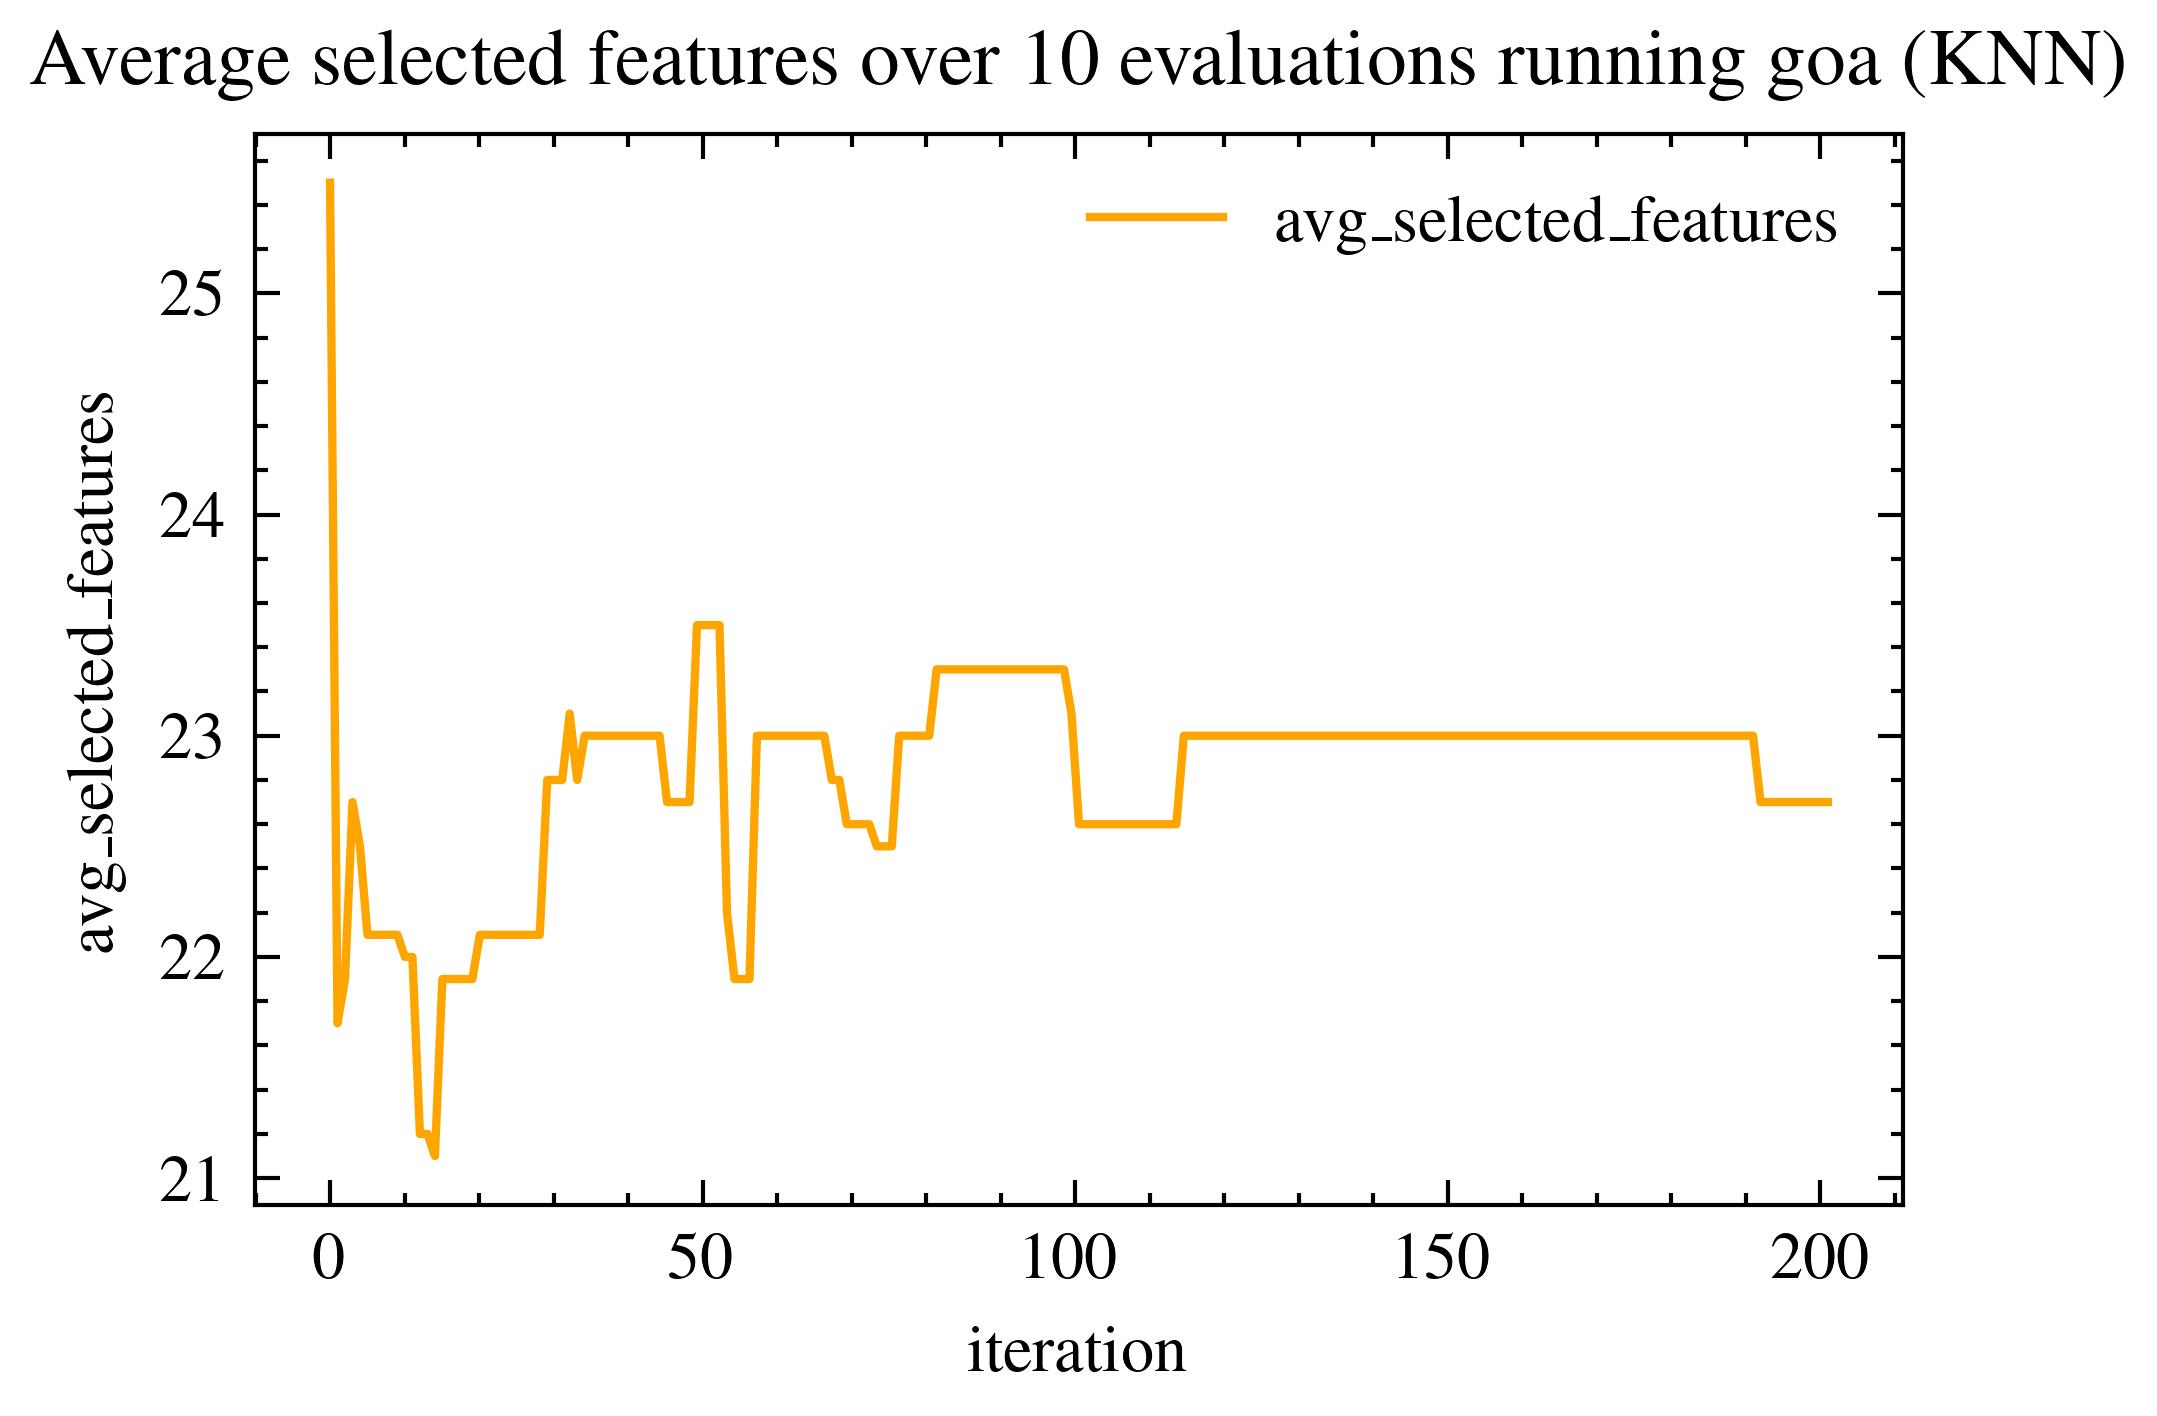 Average selected features over 10 evaluations running goa (KNN)
avg_selected_features
25
24
23
22
21
avg_selected_features
0 50 100 150 200
iteration